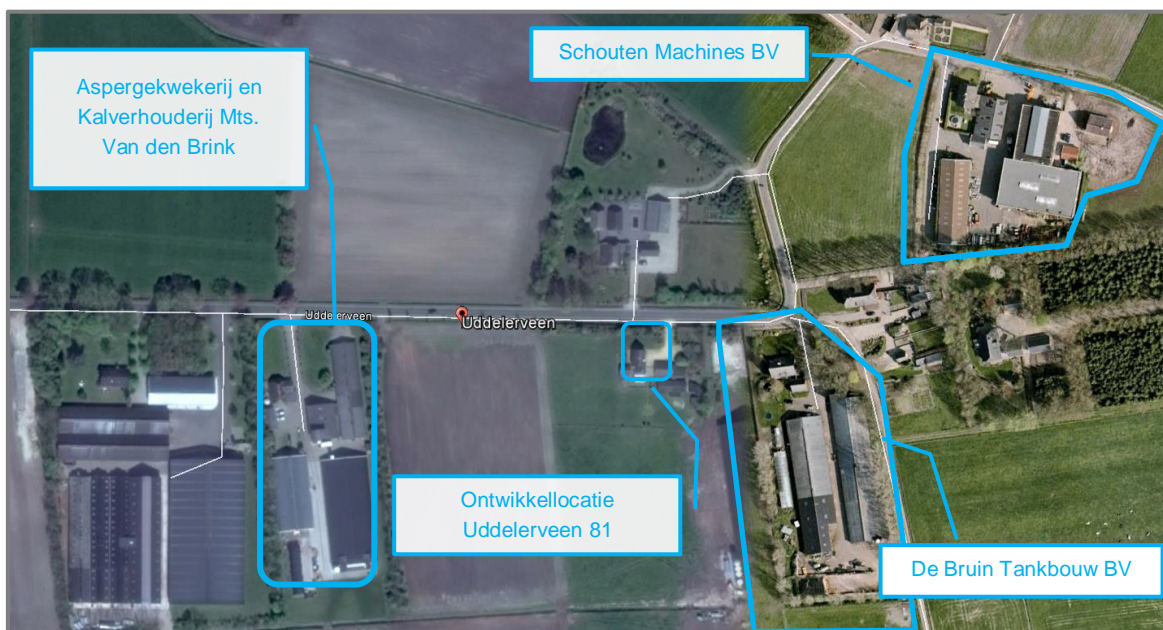 Schouten Machines BV
Aspergekwekerij en
Kalverhouderij Mts.
Van den Brink
Uddelerveen
Uddelerveen
Ontwikkellocatie
Uddelerveen 81
De Bruin Tankbouw BV